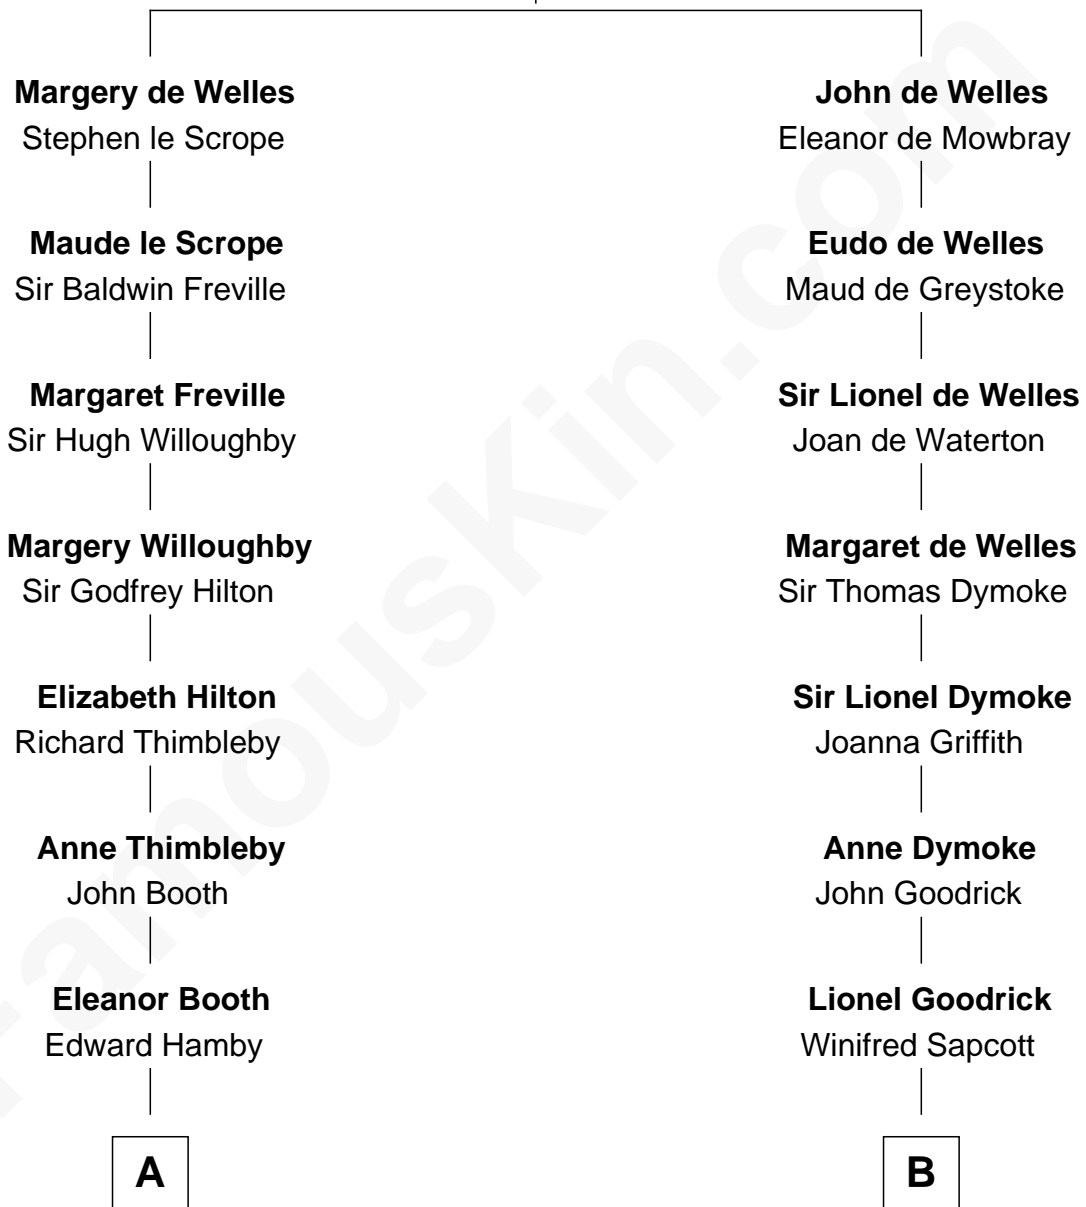 Margery de Welles
Stephen le Scrope
Maude le Scrope
Sir Baldwin Freville
Margaret Freville
Sir Hugh Willoughby
Margery Willoughby
Sir Godfrey Hilton
Elizabeth Hilton
Richard Thimbleby
Anne Thimbleby
John Booth
Eleanor Booth
Edward Hamby
A
John de Welles
Eleanor de Mowbray
Eudo de Welles
Maud de Greystoke
Sir Lionel de Welles
Joan de Waterton
Margaret de Welles
Sir Thomas Dymoke
Sir Lionel Dymoke
Joanna Griffith
Anne Dymoke
John Goodrick
Lionel Goodrick
Winifred Sapcott
B
FamousKin.com